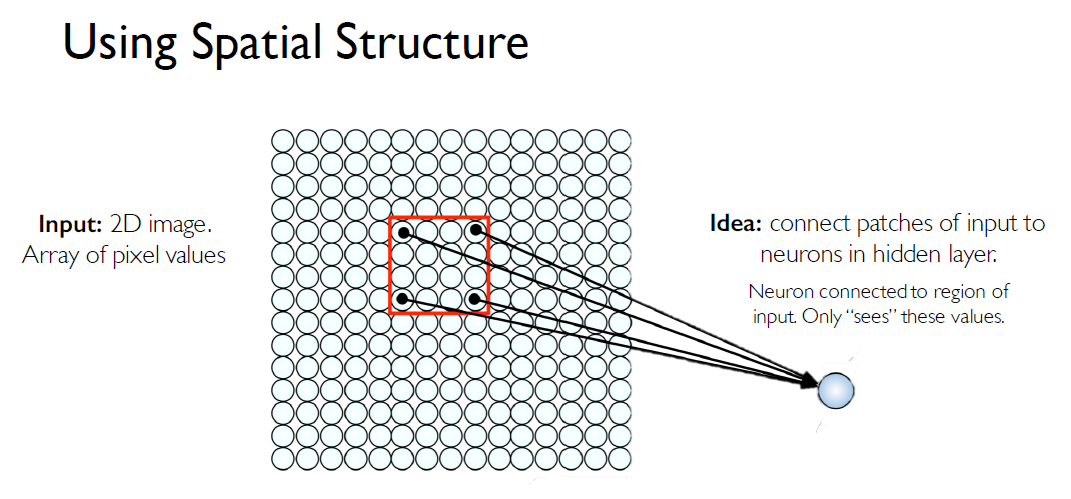 Using Spatial Structure
Input: 2D image.
Array of pixel values
Idea: connect patches of input to
neurons in hidden layer.
Neuron connected to region of
input. Only “sees” these values.